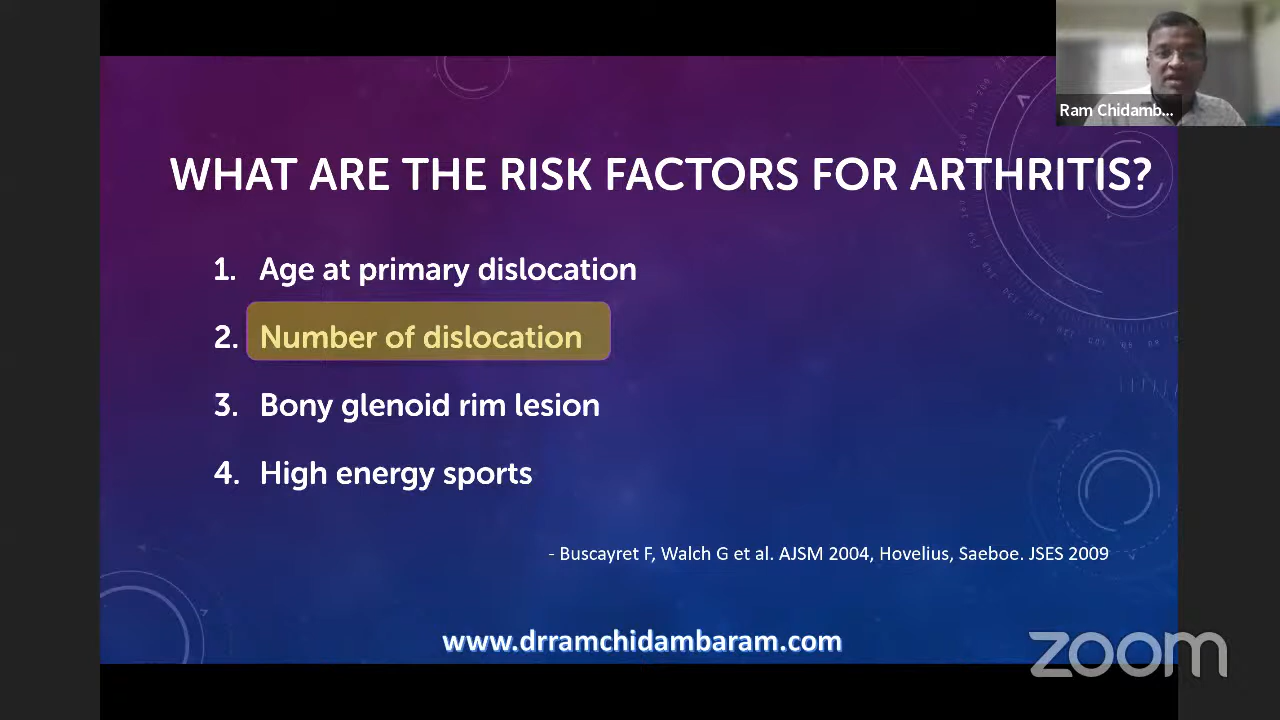 Ram Chidamb...
WHAT ARE THE RISK FACTORS FOR ARTHRITIS?
1. Age at primary dislocation
2. Number of dislocation
3. Bony glenoid rim lesion
4. High energy sports
- Buscayret F, Walch G et al. AJSM 2004, Hovelius, Saeboe. JSES 2009
www.drramchidambaram.com
zoom